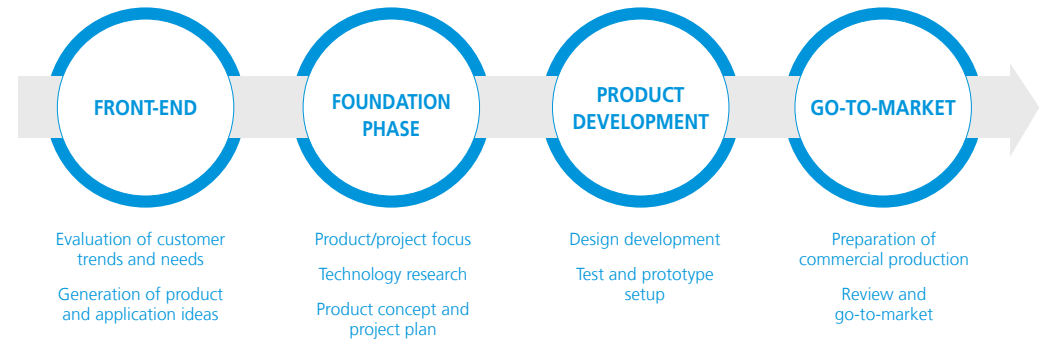 FRONT-END
FOUNDATION
PHASE
PRODUCT
DEVELOPMENT
GO-TO-MARKET
Evaluation of customer
trends and needs
Generation of product
and application ideas
Product/project focus
Technology research
Product concept and
project plan
Design development
Test and prototype
setup
Preparation of
commercial production
Review and
go-to-market